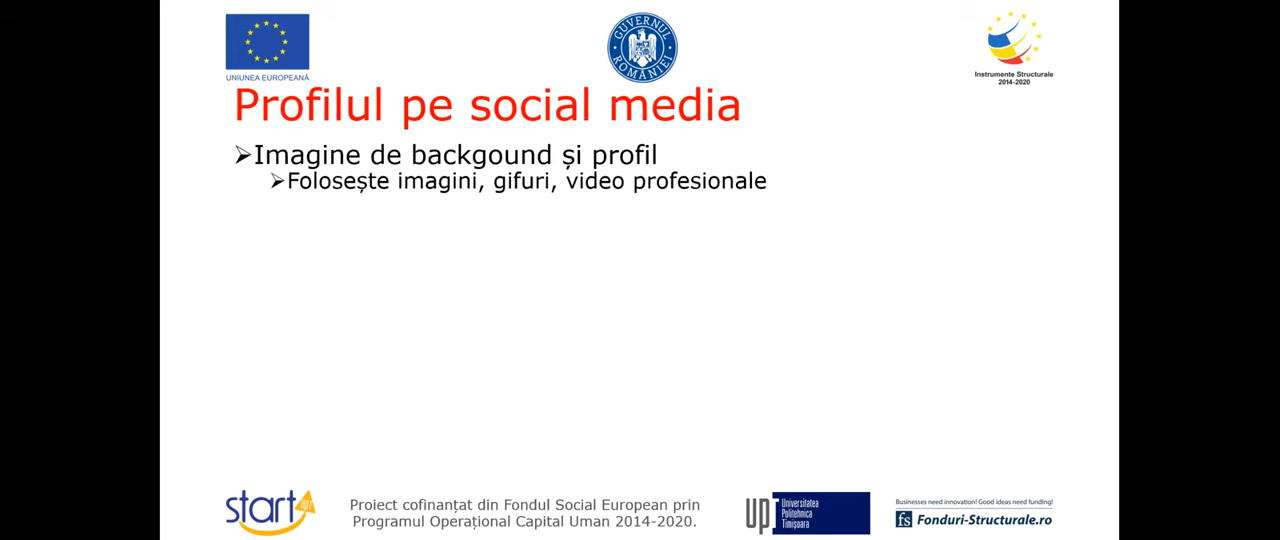 UNIUNEA EUROPEANĂ
GUVERNUL ROMÂNIEI
Instrumente Structurale
2014-2020
Profilul pe social media
Imagine de backgound și profil
Folosește imagini, gifuri, video profesionale
start
upt
Proiect cofinanțat din Fondul Social European prin
Programul Operațional Capital Uman 2014-2020.
UPT
Universitatea
Politehnica
Timișoara
Businesses need innovation! Good ideas need funding!
fs Fonduri-Structurale.ro